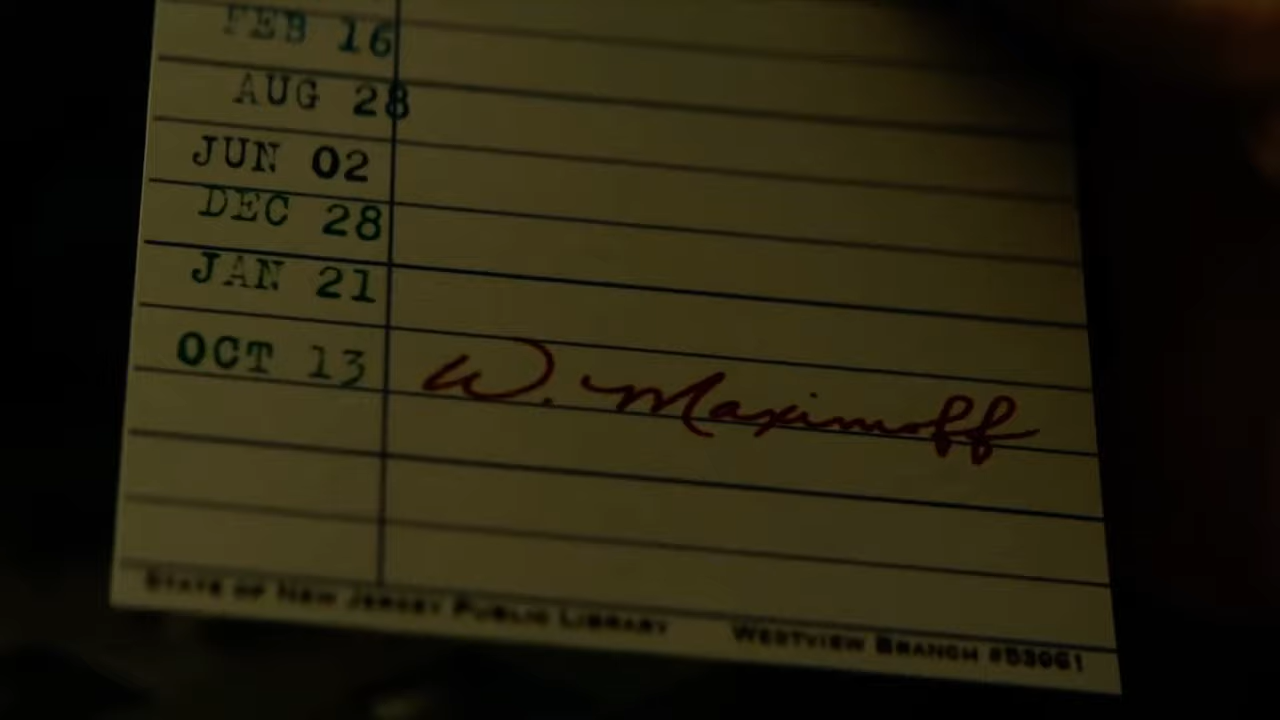 FEB 16
AUG 28
JUN 02
DEC 28
JAN 21
OCT 13 W. Maximoff
STATE OF NEW JERSEY PUBLIC LIBRARY WESTVIEW BRANCH #53061